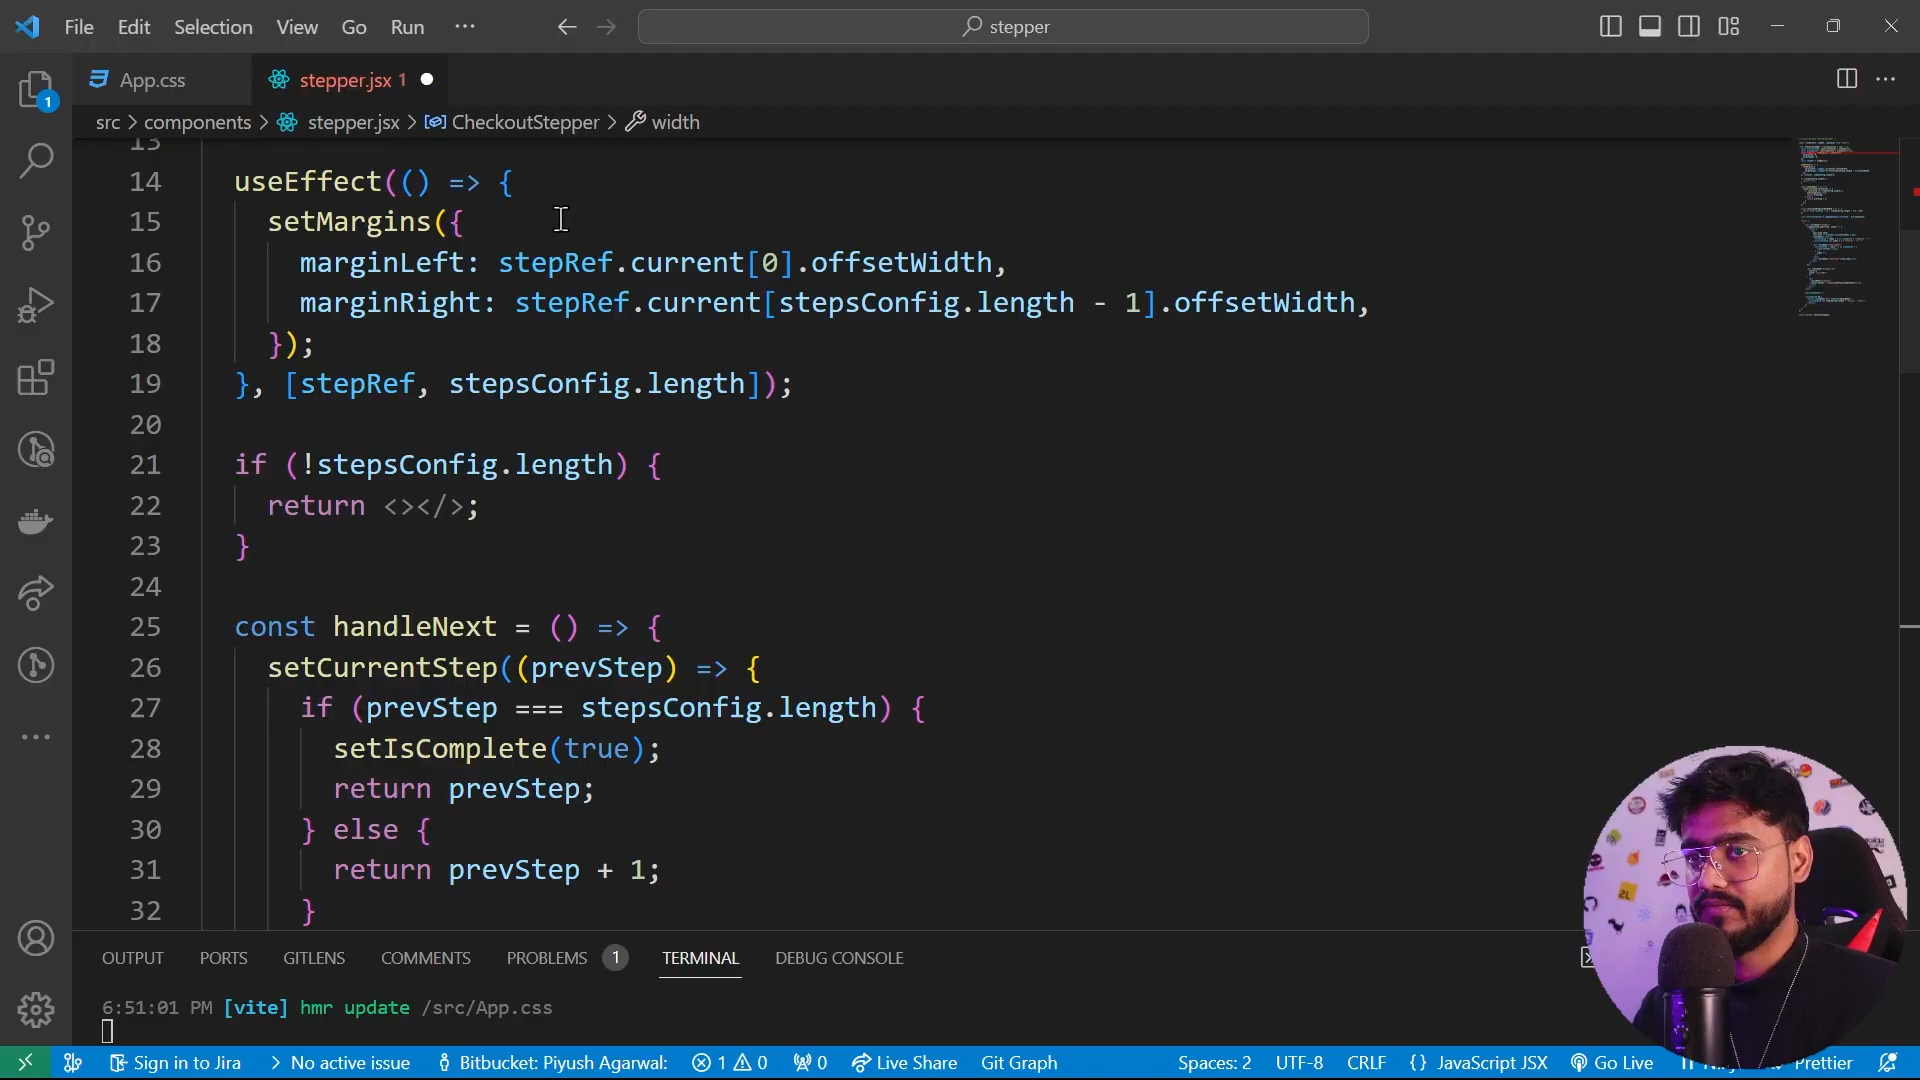 File Edit Selection View Go Run ··· stepper
App.css stepper.jsx 1
src > components > stepper.jsx > CheckoutStepper > width
13
14 useEffect(() => {
15 setMargins({
16 marginLeft: stepRef.current[0].offsetWidth,
17 marginRight: stepRef.current[stepsConfig.length - 1].offsetWidth,
18 });
19 }, [stepRef, stepsConfig.length]);
20
21 if (!stepsConfig.length) {
22 return <></>;
23 }
24
25 const handleNext = () => {
26 setCurrentStep((prevStep) => {
27 if (prevStep === stepsConfig.length) {
28 setIsComplete(true);
29 return prevStep;
30 } else {
31 return prevStep + 1;
32 }
OUTPUT PORTS GITLENS COMMENTS PROBLEMS 1 TERMINAL DEBUG CONSOLE
6:51:01 PM [vite] hmr update /src/App.css
Sign in to Jira No active issue Bitbucket: Piyush Agarwal: 1 0 0 Live Share Git Graph Spaces: 2 UTF-8 CRLF {} JavaScript JSX Go Live Prettier